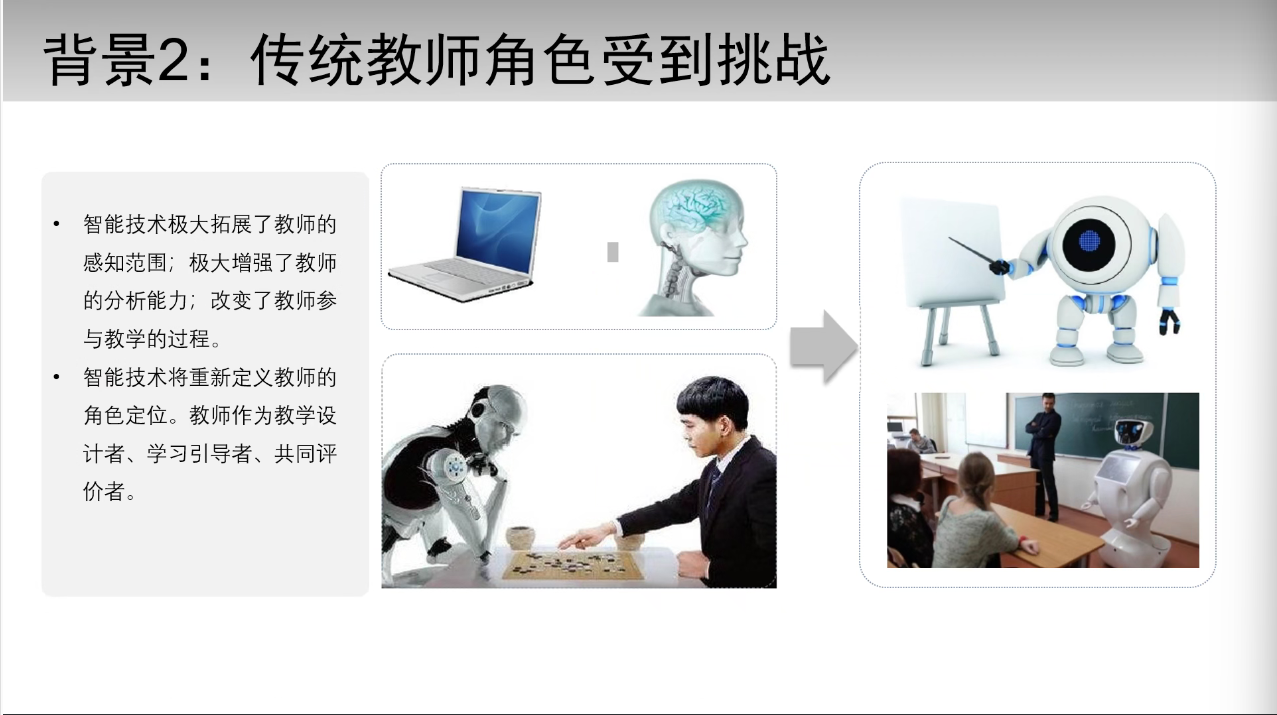 背景2：传统教师角色受到挑战
• 智能技术极大拓展了教师的
感知范围；极大增强了教师
的分析能力；改变了教师参
与教学的过程。
• 智能技术将重新定义教师的
角色定位。教师作为教学设
计者、学习引导者、共同评
价者。